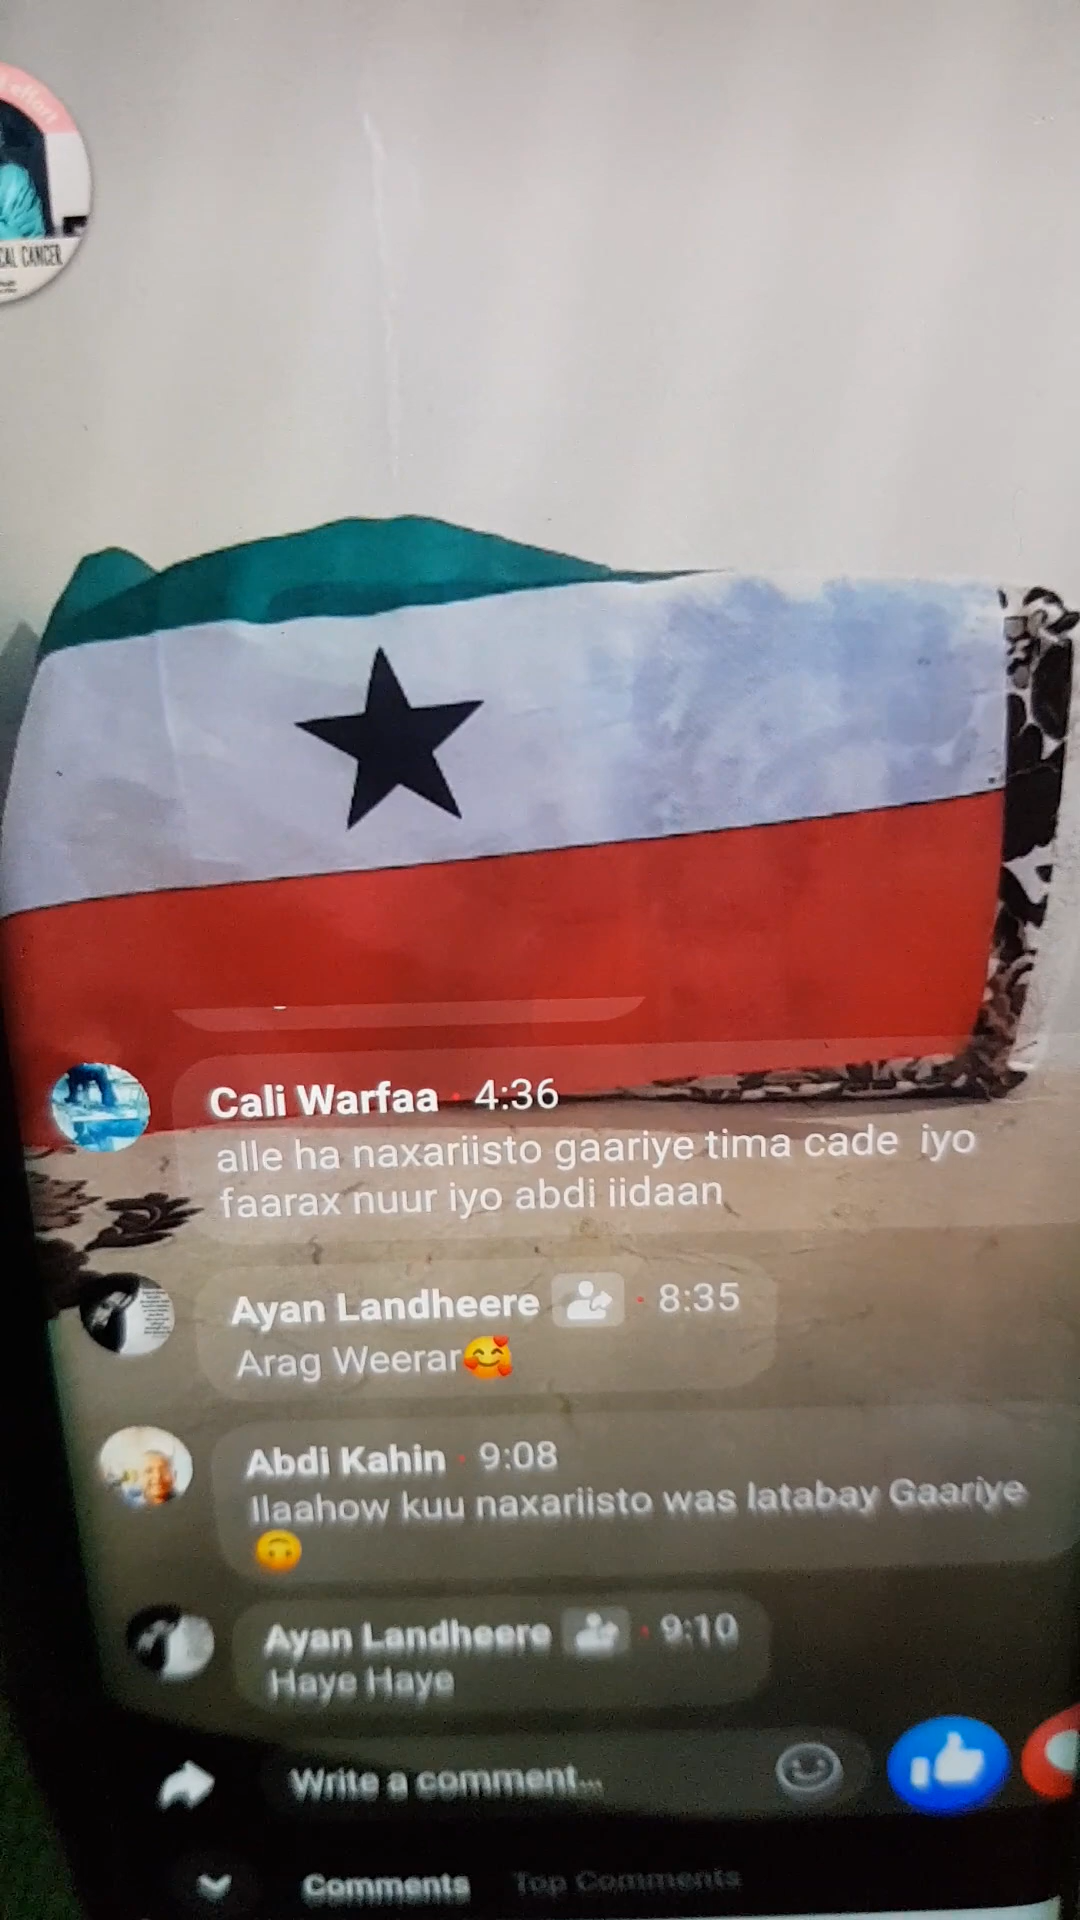 CAL CANCER
Cali Warfaa · 4:36
alle ha naxariisto gaariye tima cade iyo
faarax nuur iyo abdi iidaan
Ayan Landheere · 8:35
Arag Weerar🥰
Abdi Kahin · 9:08
Ilaahow kuu naxariisto was latabay Gaariye
🙃
Ayan Landheere · 9:10
Haye Haye
Write a comment...
Comments Top Comments